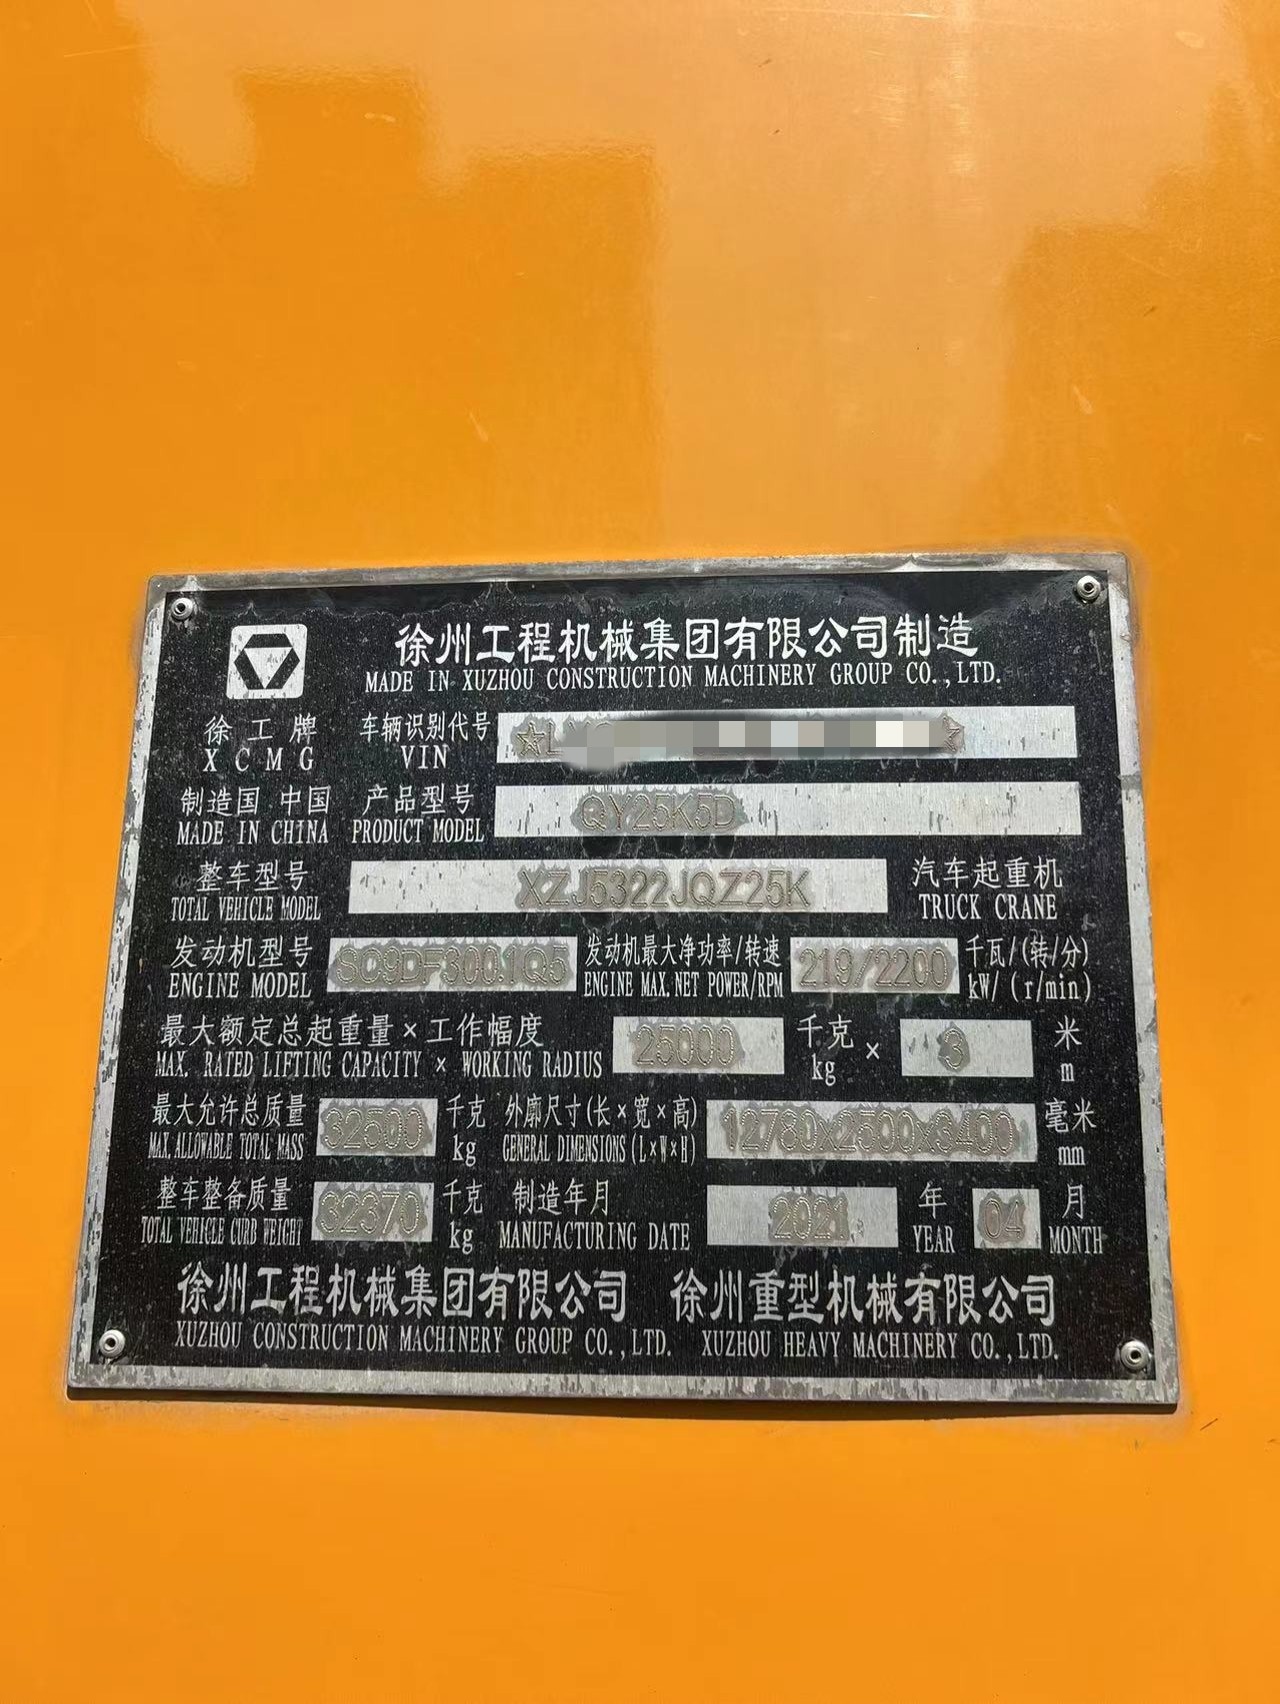 徐州工程机械集团有限公司制造
MADE IN XUZHOU CONSTRUCTION MACHINERY GROUP CO.,LTD.
徐工牌 车辆识别代号
XCMG VIN
制造国 中国 产品型号 QY25K5D
MADE IN CHINA PRODUCT MODEL
整车型号 XZJ5322JQZ25K 汽车起重机
TOTAL VEHICLE MODEL TRUCK CRANE
发动机型号 SC9DF300.1Q5 发动机最大净功率/转速 219/2200 千瓦/(转/分)
ENGINE MODEL ENGINE MAX.NET POWER/RPM kW/(r/min)
最大额定总起重量×工作幅度 25000 千克 × 3 米
MAX. RATED LIFTING CAPACITY × WORKING RADIUS kg m
最大允许总质量 32500 千克 外廓尺寸(长×宽×高) 12780x2500x3400 毫米
MAX.ALLOWABLE TOTAL MASS kg GENERAL DIMENSIONS(L×W×H) mm
整车整备质量 32370 千克 制造年月 2021 年 04 月
TOTAL VEHICLE CURB WEIGHT kg MANUFACTURING DATE YEAR MONTH
徐州工程机械集团有限公司 徐州重型机械有限公司
XUZHOU CONSTRUCTION MACHINERY GROUP CO.,LTD. XUZHOU HEAVY MACHINERY CO.,LTD.